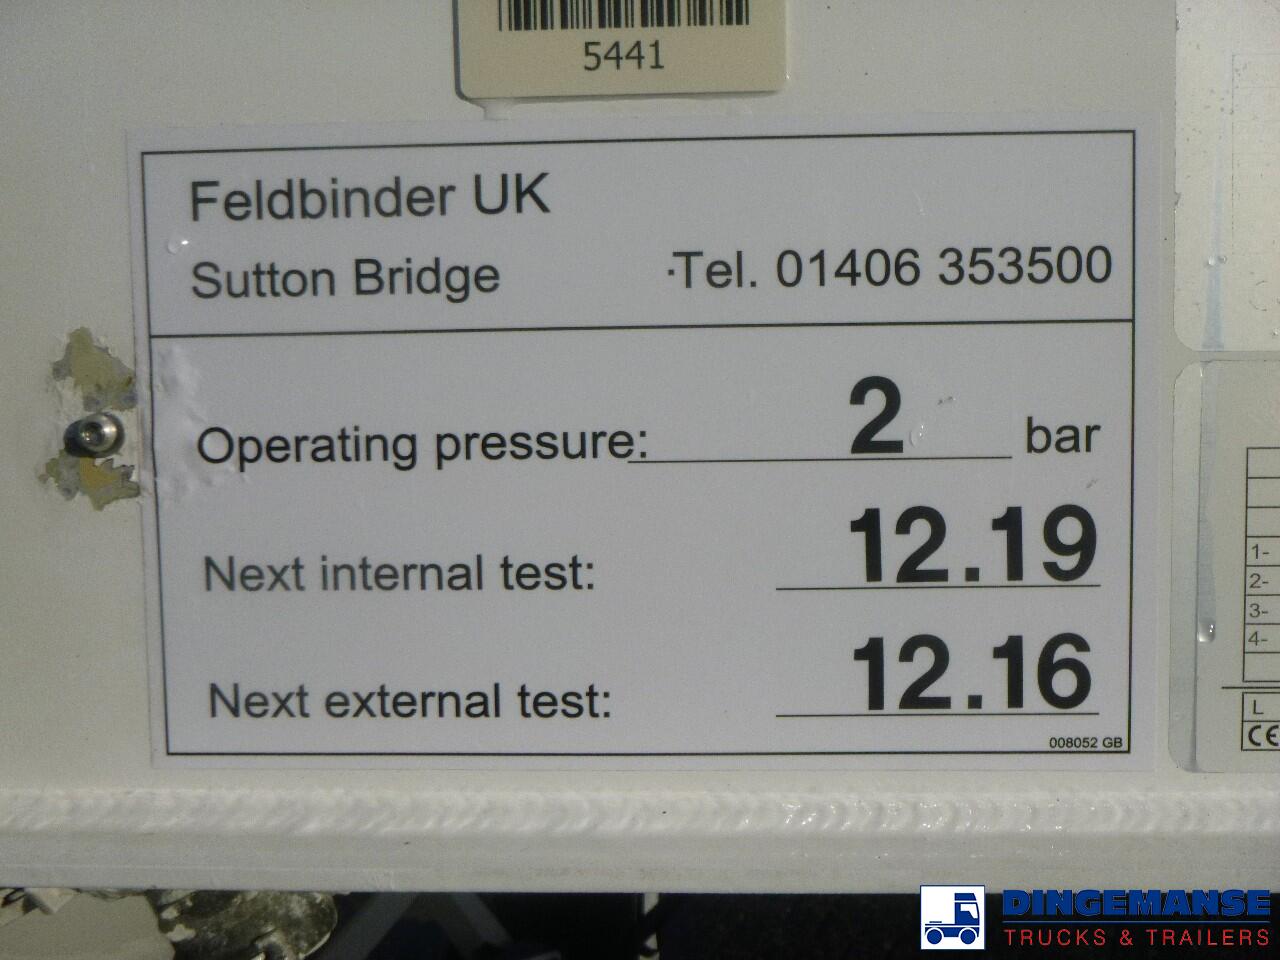 5441
Feldbinder UK
Sutton Bridge Tel. 01406 353500
Operating pressure: 2 bar
Next internal test: 12.19
Next external test: 12.16
008052 GB
1-
2-
3-
4-
L
CE
DINGEMANSE
TRUCKS & TRAILERS